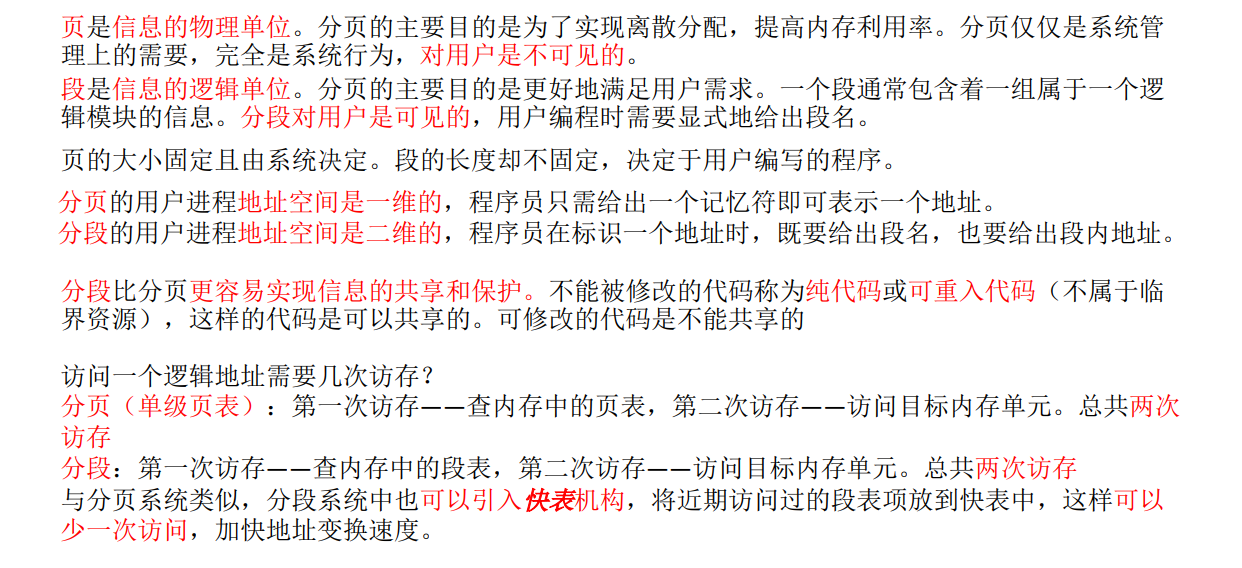 页是信息的物理单位。分页的主要目的是为了实现离散分配，提高内存利用率。分页仅仅是系统管
理上的需要，完全是系统行为，对用户是不可见的。
段是信息的逻辑单位。分页的主要目的是更好地满足用户需求。一个段通常包含着一组属于一个逻
辑模块的信息。分段对用户是可见的，用户编程时需要显式地给出段名。
页的大小固定且由系统决定。段的长度却不固定，决定于用户编写的程序。
分页的用户进程地址空间是一维的，程序员只需给出一个记忆符即可表示一个地址。
分段的用户进程地址空间是二维的，程序员在标识一个地址时，既要给出段名，也要给出段内地址。
分段比分页更容易实现信息的共享和保护。不能被修改的代码称为纯代码或可重入代码（不属于临
界资源），这样的代码是可以共享的。可修改的代码是不能共享的
访问一个逻辑地址需要几次访存？
分页（单级页表）：第一次访存——查内存中的页表，第二次访存——访问目标内存单元。总共两次
访存
分段：第一次访存——查内存中的段表，第二次访存——访问目标内存单元。总共两次访存
与分页系统类似，分段系统中也可以引入快表机构，将近期访问过的段表项放到快表中，这样可以
少一次访问，加快地址变换速度。